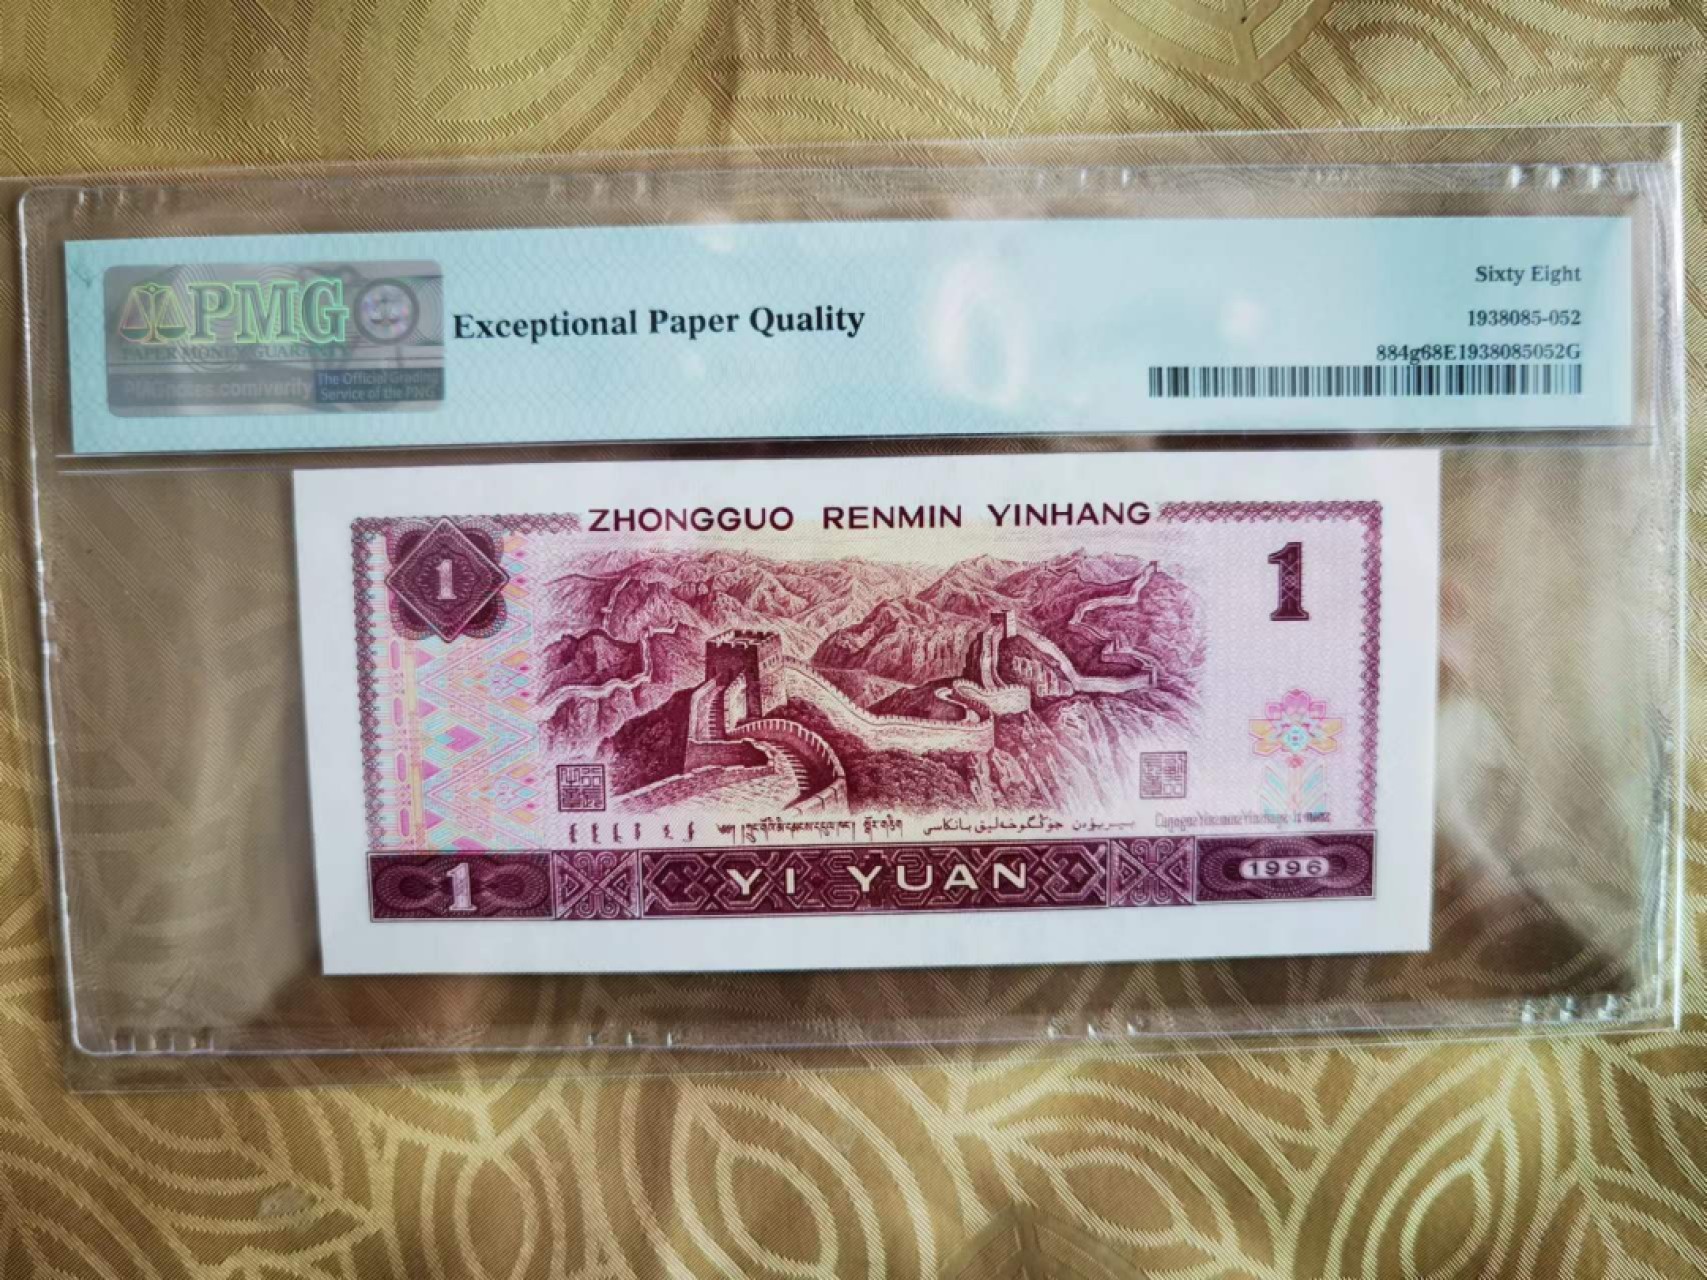 PMG
PAPER MONEY GUARANTY
PMGnotes.com/verify
The Official Grading
Service of the PNG
Exceptional Paper Quality
Sixty Eight
1938085-052
884g68E1938085052G
ZHONGGUO RENMIN YINHANG
1
1
1
YI YUAN
1996